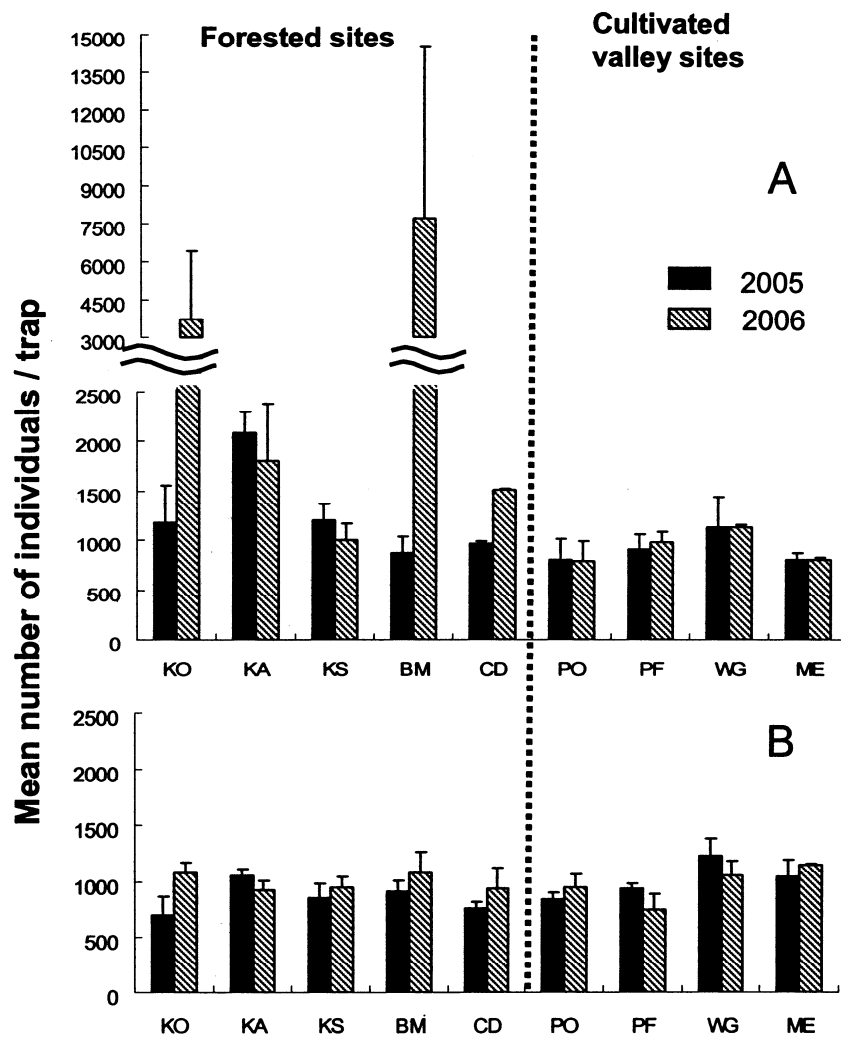 Forested sites
Cultivated
valley sites
A
2005
2006
Mean number of individuals / trap
15000
13500
12000
10500
9000
7500
6000
4500
3000
2500
2000
1500
1000
500
0
KO KA KS BM CD PO PF WG ME
B
2500
2000
1500
1000
500
0
KO KA KS BM CD PO PF WG ME